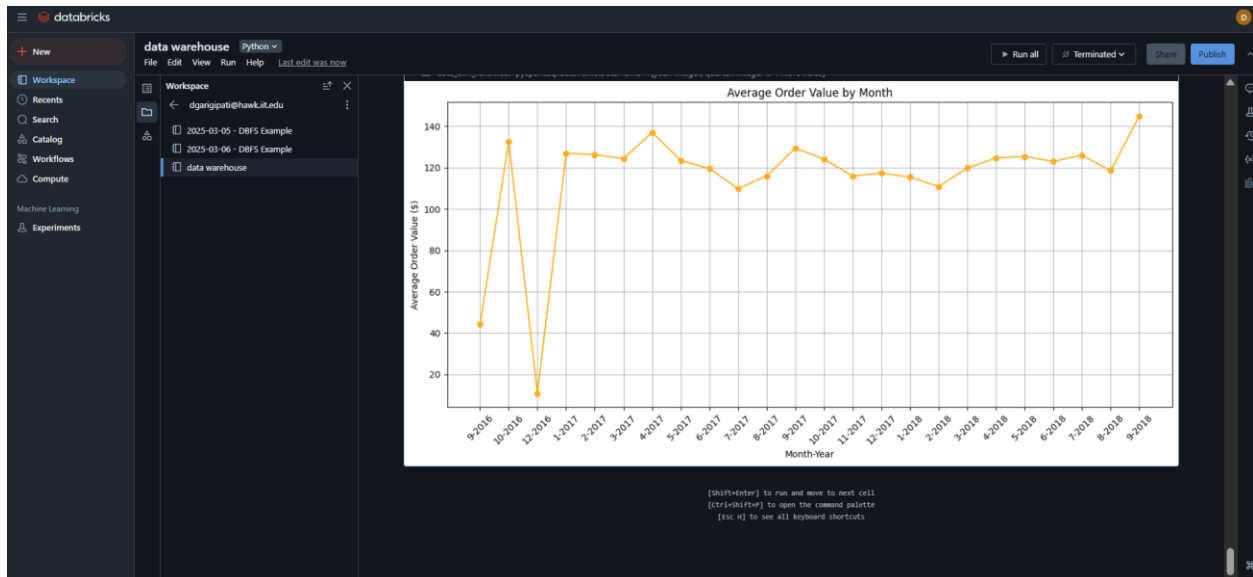 databricks
D
New
data warehouse Python
File Edit View Run Help Last edit was now
Run all
Terminated
Share
Publish
Workspace
Recents
Search
Catalog
Workflows
Compute
Machine Learning
Experiments
Workspace
dgarigipati@hawk.iit.edu
2025-03-05 - DBFS Example
2025-03-06 - DBFS Example
data warehouse
Average Order Value by Month
Average Order Value ($)
140
120
100
80
60
40
20
9-2016 10-2016 12-2016 1-2017 2-2017 3-2017 4-2017 5-2017 6-2017 7-2017 8-2017 9-2017 10-2017 11-2017 12-2017 1-2018 2-2018 3-2018 4-2018 5-2018 6-2018 7-2018 8-2018 9-2018
Month-Year
[Shift+Enter] to run and move to next cell
[Ctrl+Shift+P] to open the command palette
[Esc H] to see all keyboard shortcuts